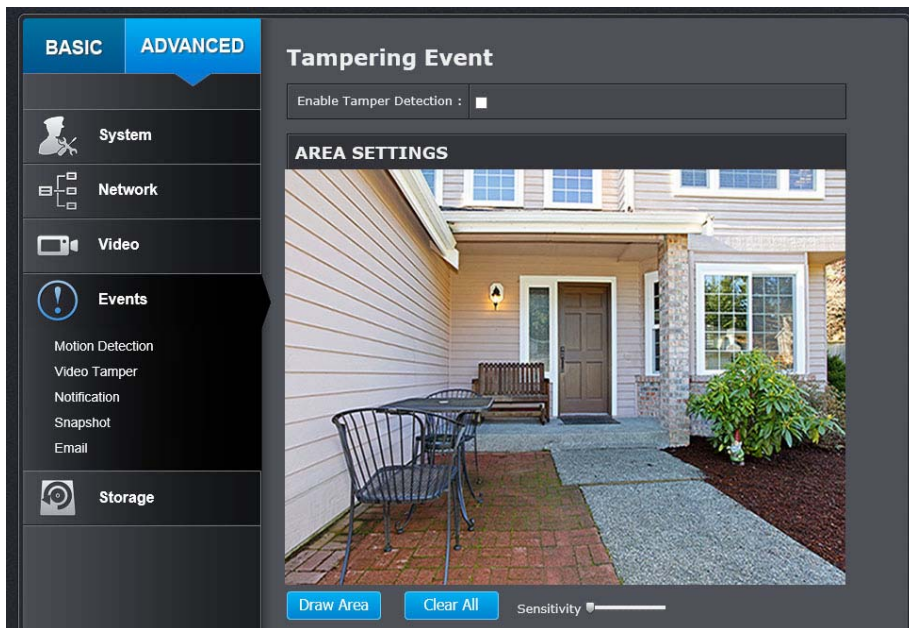 BASIC
ADVANCED
System
Network
Video
Events
Motion Detection
Video Tamper
Notification
Snapshot
Email
Storage
Tampering Event
Enable Tamper Detection :
AREA SETTINGS
Draw Area
Clear All
Sensitivity